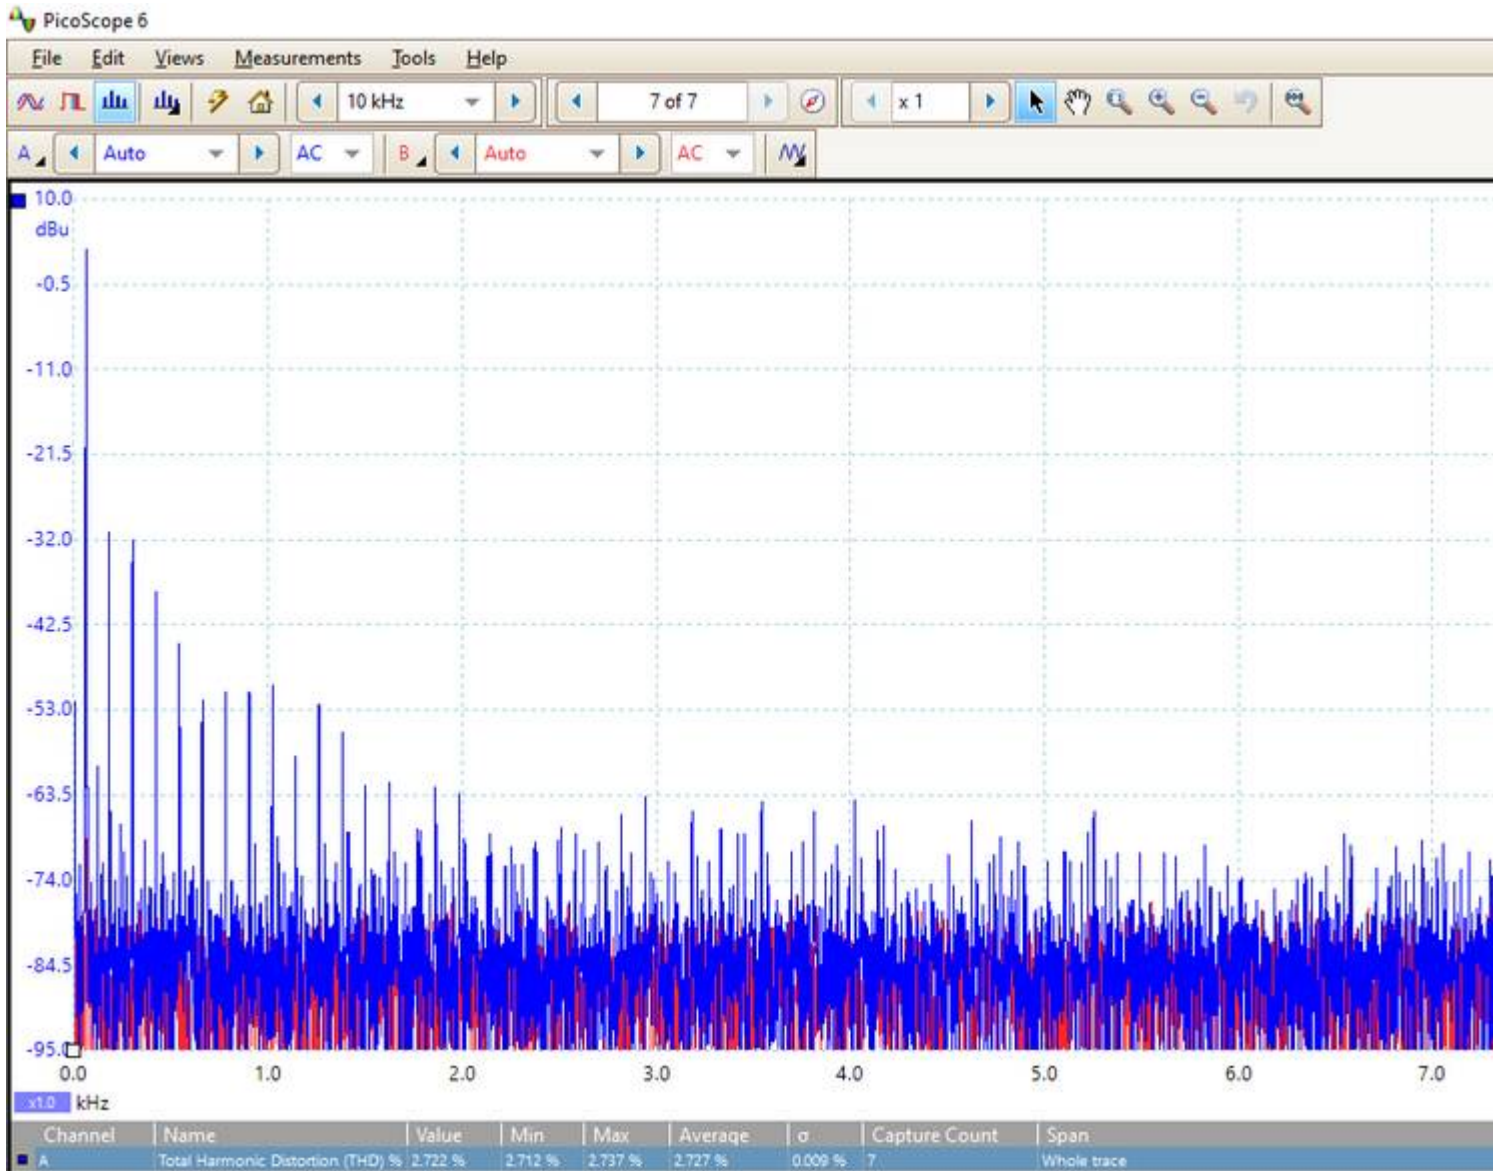 PicoScope 6
File Edit Views Measurements Tools Help
10 kHz 7 of 7 x 1
A Auto AC B Auto AC
10.0
dBu
-0.5
-11.0
-21.5
-32.0
-42.5
-53.0
-63.5
-74.0
-84.5
-95.0
0.0 1.0 2.0 3.0 4.0 5.0 6.0 7.0
x1.0 kHz
Channel Name Value Min Max Average σ Capture Count Span
A Total Harmonic Distortion (THD) % 2.722 % 2.712 % 2.737 % 2.727 % 0.009 % 7 Whole trace